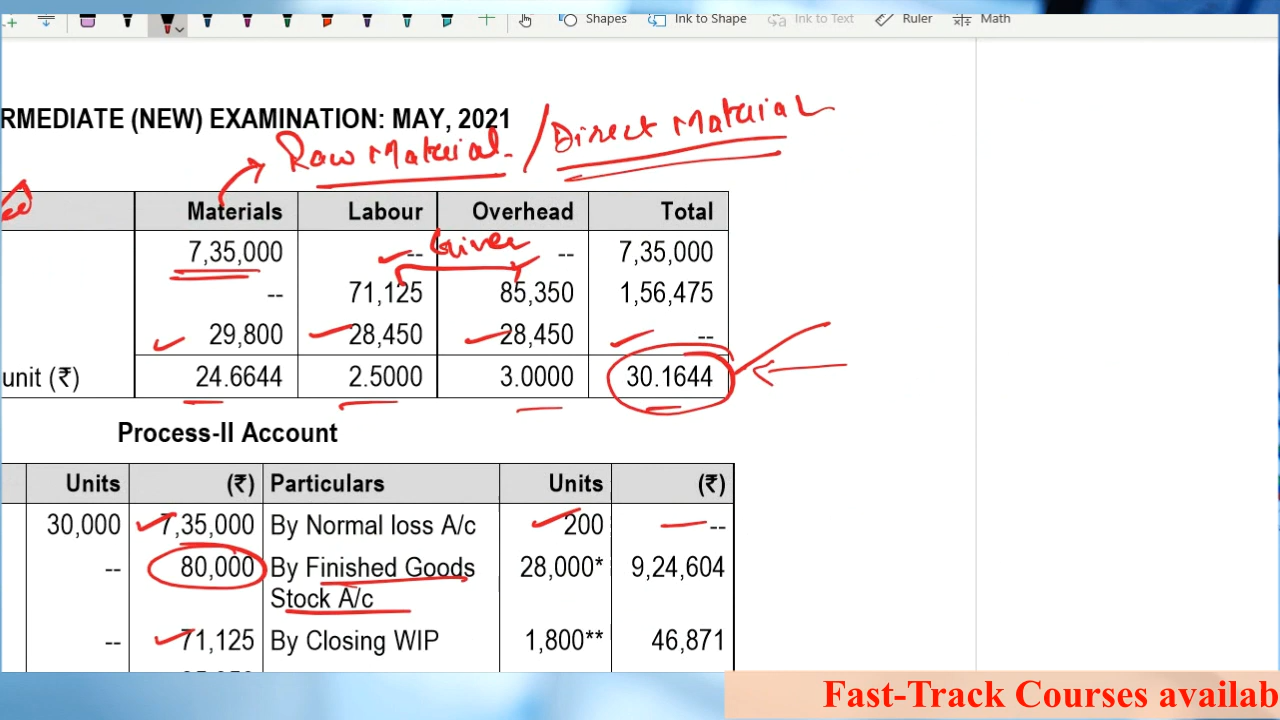 Shapes Ink to Shape Ink to Text Ruler Math
RMEDIATE (NEW) EXAMINATION: MAY, 2021
Raw Material / Direct Material
Materials Labour Overhead Total
Given
7,35,000 -- -- 7,35,000
-- 71,125 85,350 1,56,475
29,800 28,450 28,450 --
unit (₹) 24.6644 2.5000 3.0000 30.1644
Process-II Account
Units (₹) Particulars Units (₹)
30,000 7,35,000 By Normal loss A/c 200 --
-- 80,000 By Finished Goods 28,000* 9,24,604
Stock A/c
-- 71,125 By Closing WIP 1,800** 46,871
Fast-Track Courses availab